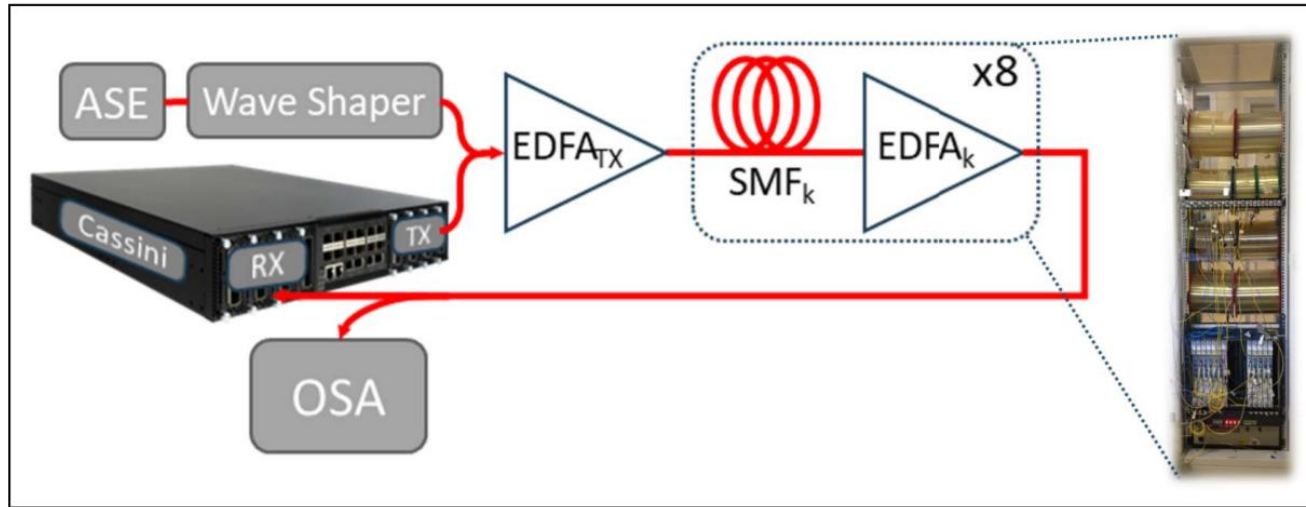 ASE
Wave Shaper
EDFA_TX
SMF_k
EDFA_k
x8
Cassini
RX
TX
OSA